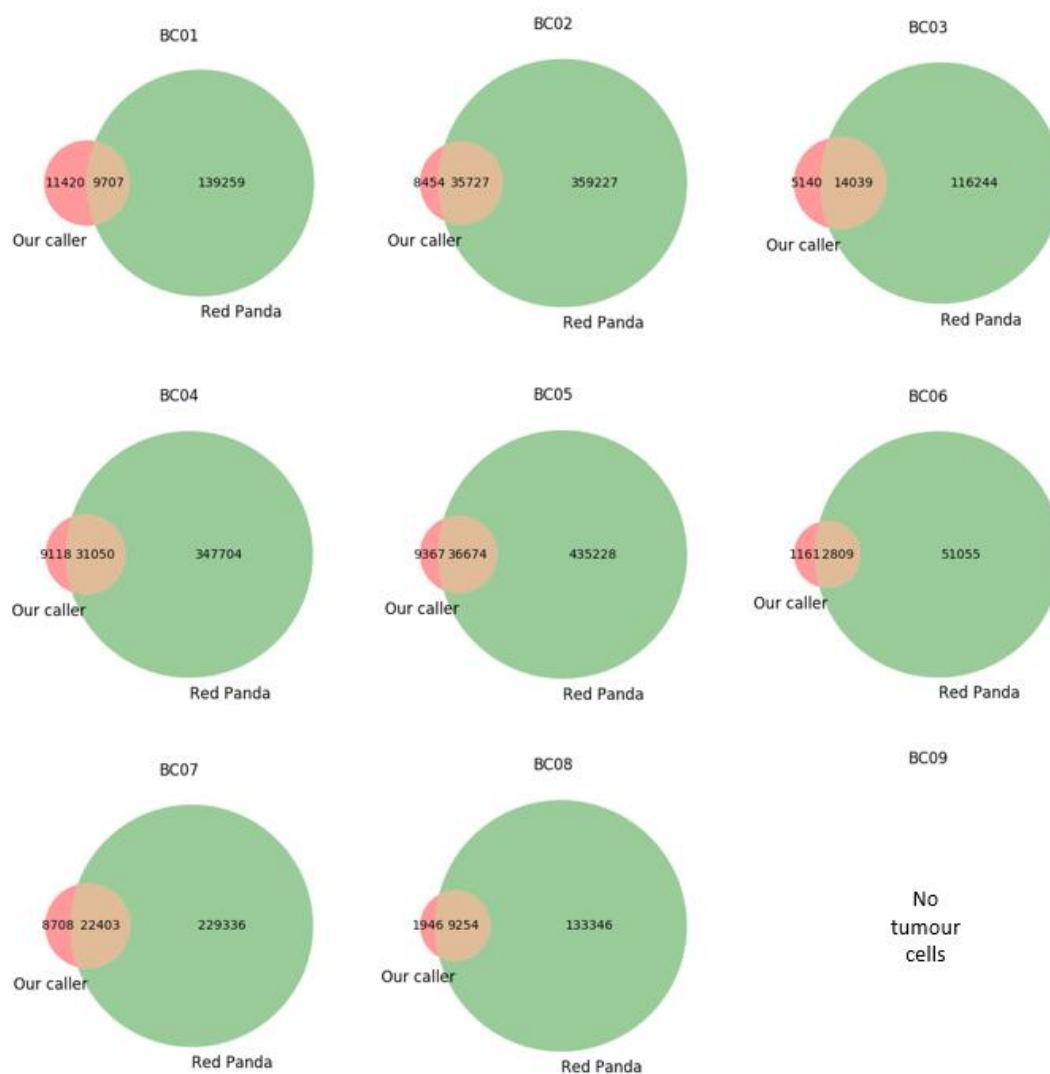 BC01
11420 9707 139259
Our caller
Red Panda
BC02
8454 35727 359227
Our caller
Red Panda
BC03
5140 14039 116244
Our caller
Red Panda
BC04
9118 31050 347704
Our caller
Red Panda
BC05
9367 36674 435228
Our caller
Red Panda
BC06
1161 2809 51055
Our caller
Red Panda
BC07
8708 22403 229336
Our caller
Red Panda
BC08
1946 9254 133346
Our caller
Red Panda
BC09
No
tumour
cells